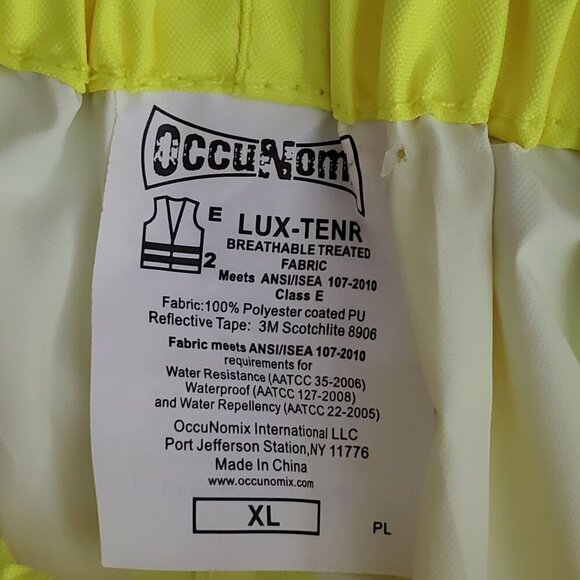 OccuNom
E
2
LUX-TENR
BREATHABLE TREATED
FABRIC
Meets ANSI/ISEA 107-2010
Class E
Fabric:100% Polyester coated PU
Reflective Tape: 3M Scotchlite 8906
Fabric meets ANSI/ISEA 107-2010
requirements for
Water Resistance (AATCC 35-2006)
Waterproof (AATCC 127-2008)
and Water Repellency (AATCC 22-2005)
OccuNomix International LLC
Port Jefferson Station,NY 11776
Made In China
www.occunomix.com
XL
PL